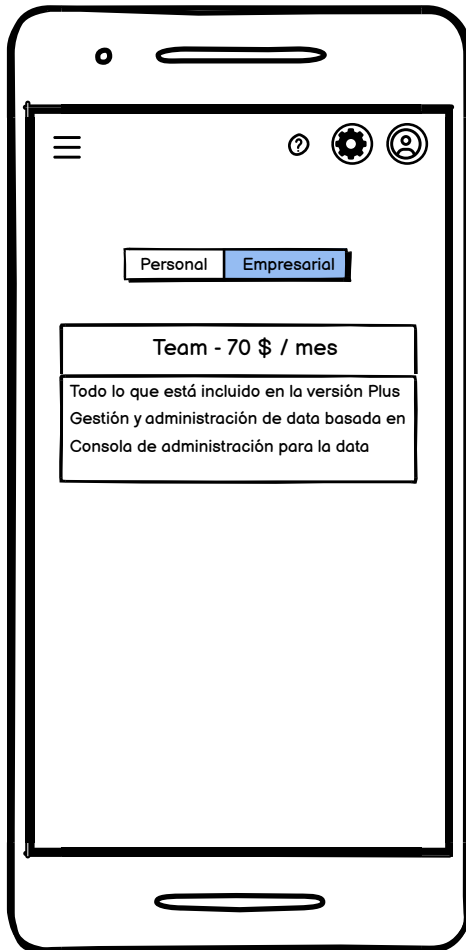 ?
Personal
Empresarial
Team - 70 $ / mes
Todo lo que está incluido en la versión Plus
Gestión y administración de data basada en
Consola de administración para la data